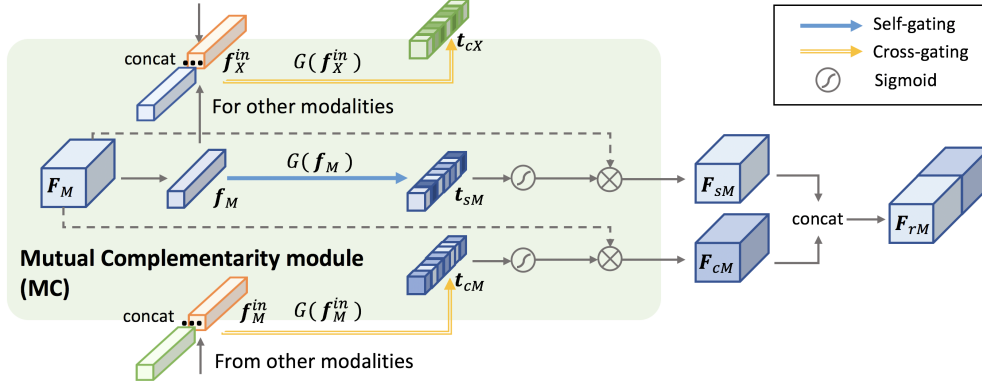 concat
f_X^in
G(f_X^in)
t_cX
Self-gating
Cross-gating
Sigmoid
For other modalities
F_M
f_M
G(f_M)
t_sM
F_sM
concat
F_rM
Mutual Complementarity module
(MC)
t_cM
F_cM
concat
f_M^in
G(f_M^in)
From other modalities